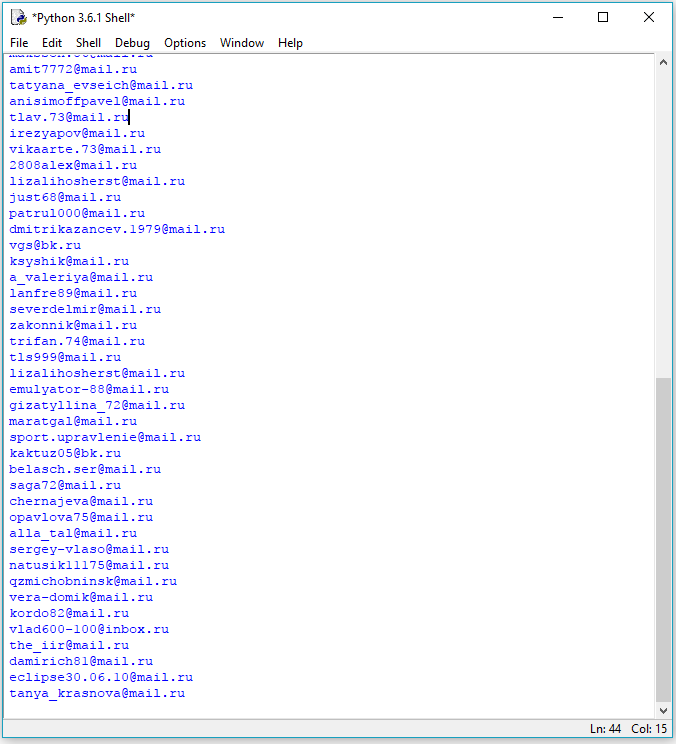 *Python 3.6.1 Shell*
File Edit Shell Debug Options Window Help
amit7772@mail.ru
tatyana_evseich@mail.ru
anisimoffpavel@mail.ru
tlav.73@mail.ru
irezyapov@mail.ru
vikaarte.73@mail.ru
2808alex@mail.ru
lizalihosherst@mail.ru
just68@mail.ru
patrul000@mail.ru
dmitrikazancev.1979@mail.ru
vgs@bk.ru
ksyshik@mail.ru
a_valeriya@mail.ru
lanfre89@mail.ru
severdelmir@mail.ru
zakonnik@mail.ru
trifan.74@mail.ru
tls999@mail.ru
lizalihosherst@mail.ru
emulyator-88@mail.ru
gizatyllina_72@mail.ru
maratgal@mail.ru
sport.upravlenie@mail.ru
kaktuz05@bk.ru
belasch.ser@mail.ru
saga72@mail.ru
chernajeva@mail.ru
opavlova75@mail.ru
alla_tal@mail.ru
sergey-vlaso@mail.ru
natusik11175@mail.ru
qzmichobninsk@mail.ru
vera-domik@mail.ru
kordo82@mail.ru
vlad600-100@inbox.ru
the_iir@mail.ru
damirich81@mail.ru
eclipse30.06.10@mail.ru
tanya_krasnova@mail.ru
Ln: 44 Col: 15